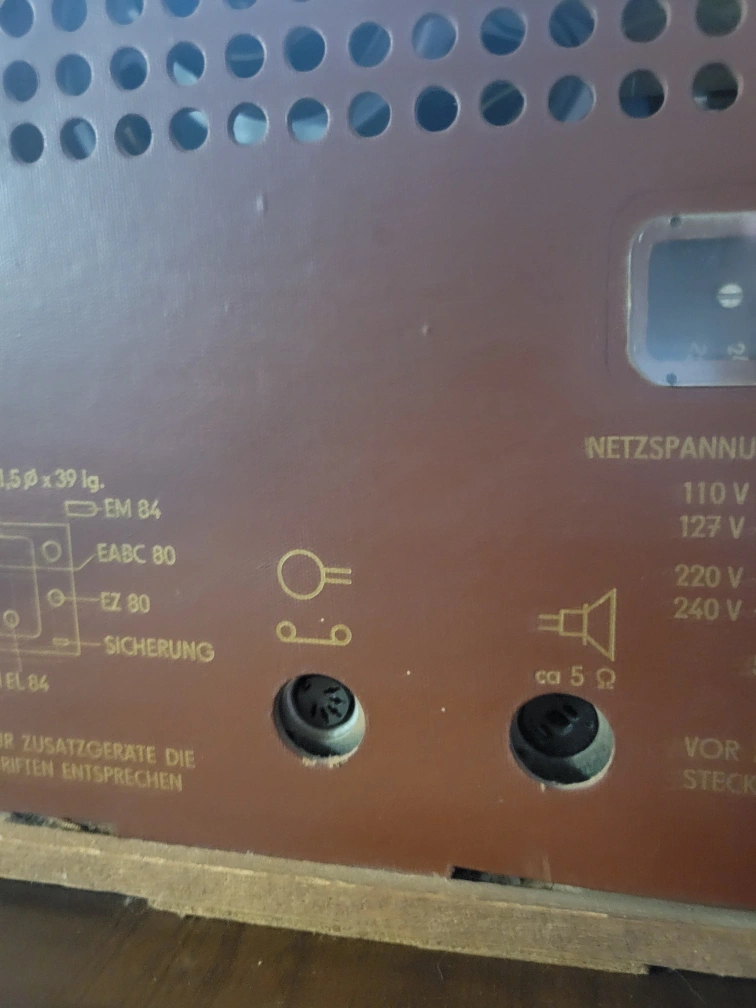 1,5 Ø x 39 lg.
EM 84
EABC 80
EZ 80
SICHERUNG
EL 84
ZUSATZGERÄTE DIE
ENTSPRECHEN
ca 5 Ω
NETZSPANNU
110 V
127 V
220 V
240 V
VOR
STECK